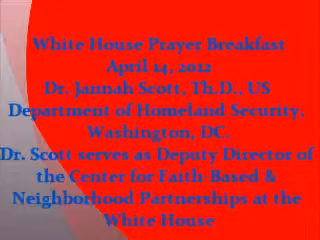 White House Prayer Breakfast
April 14, 2012
Dr. Jannah Scott, Th.D., US
Department of Homeland Security,
Washington, DC.
Dr. Scott serves as Deputy Director of
the Center for Faith-Based &
Neighborhood Partnerships at the
White House